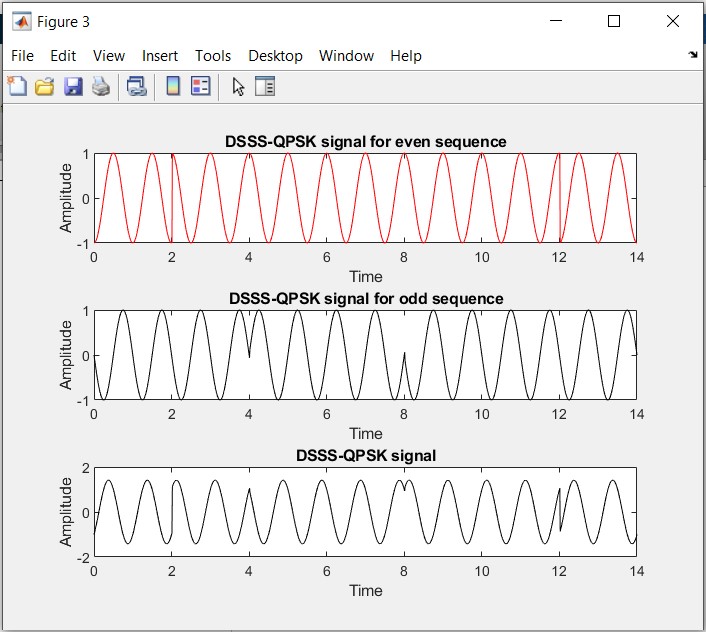 Figure 3
File Edit View Insert Tools Desktop Window Help
DSSS-QPSK signal for even sequence
1
0
-1
Amplitude
0 2 4 6 8 10 12 14
Time
DSSS-QPSK signal for odd sequence
1
0
-1
Amplitude
0 2 4 6 8 10 12 14
Time
DSSS-QPSK signal
2
0
-2
Amplitude
0 2 4 6 8 10 12 14
Time